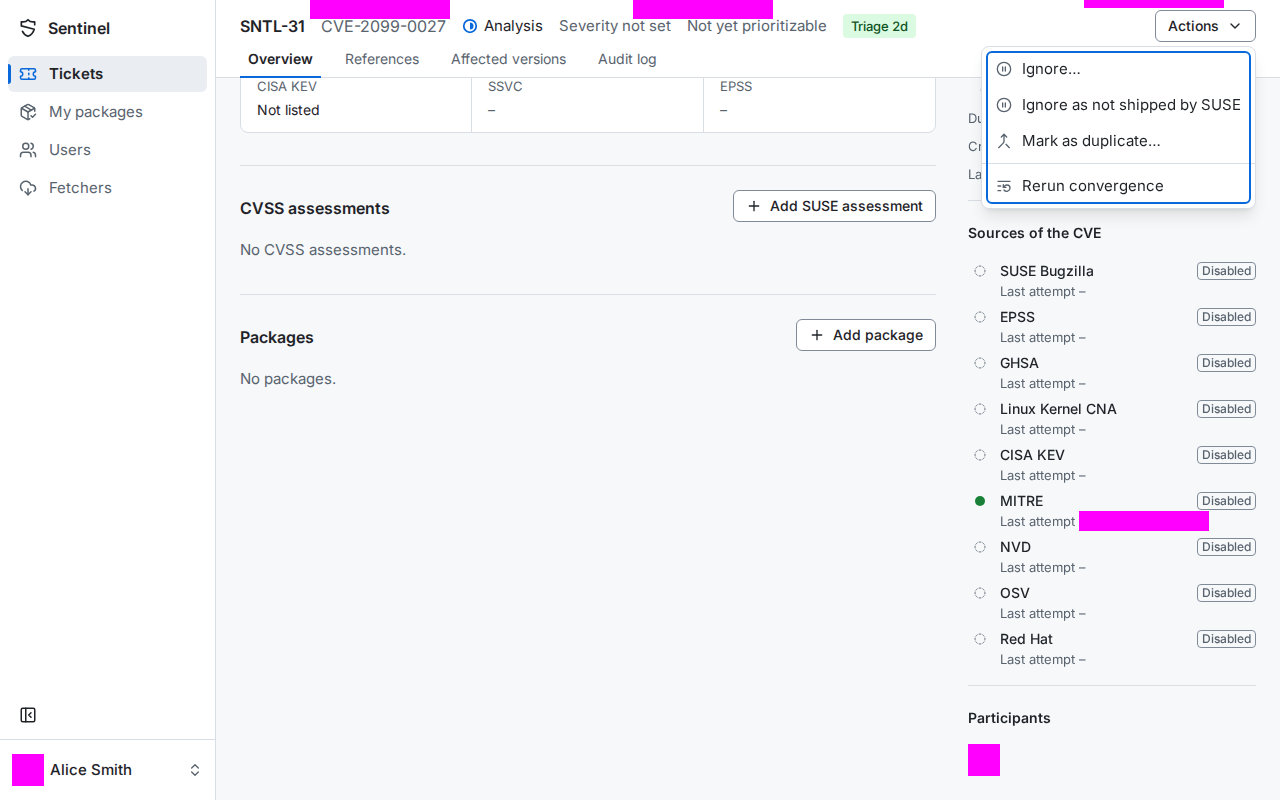 Sentinel
Tickets
My packages
Users
Fetchers
Alice Smith
SNTL-31 CVE-2099-0027 Analysis Severity not set Not yet prioritizable Triage 2d
Actions
Overview References Affected versions Audit log
Ignore...
Ignore as not shipped by SUSE
Mark as duplicate...
Rerun convergence
CISA KEV SSVC EPSS
Not listed – –
CVSS assessments
Add SUSE assessment
No CVSS assessments.
Packages
Add package
No packages.
Du
Cr
La
Sources of the CVE
SUSE Bugzilla Disabled
Last attempt –
EPSS Disabled
Last attempt –
GHSA Disabled
Last attempt –
Linux Kernel CNA Disabled
Last attempt –
CISA KEV Disabled
Last attempt –
MITRE Disabled
Last attempt
NVD Disabled
Last attempt –
OSV Disabled
Last attempt –
Red Hat Disabled
Last attempt –
Participants